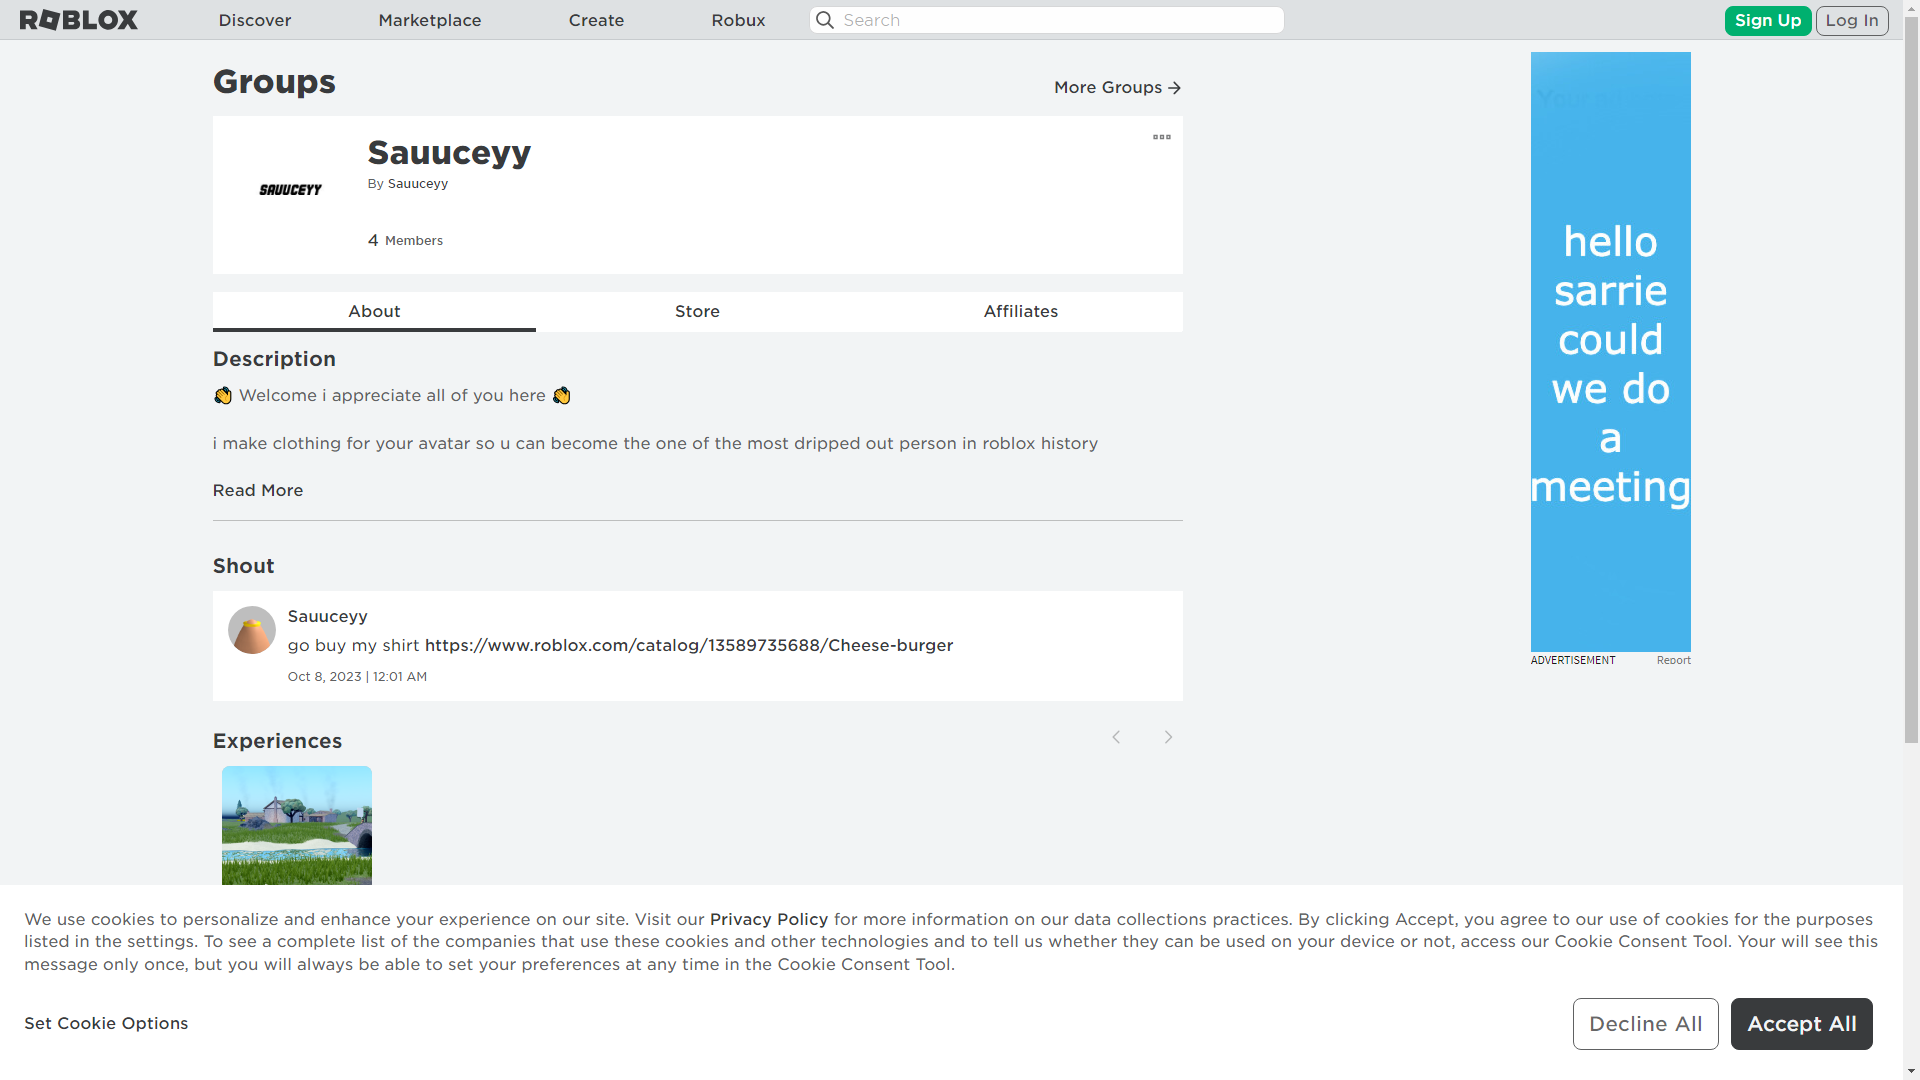 ROBLOX
Discover
Marketplace
Create
Robux
Search
Sign Up
Log In
Groups
More Groups
SAUUCEYY
Sauuceyy
By Sauuceyy
4 Members
About
Store
Affiliates
Description
👏 Welcome i appreciate all of you here 👏
i make clothing for your avatar so u can become the one of the most dripped out person in roblox history
Read More
Shout
Sauuceyy
go buy my shirt https://www.roblox.com/catalog/13589735688/Cheese-burger
Oct 8, 2023 | 12:01 AM
Experiences
hello
sarrie
could
we do
a
meeting
ADVERTISEMENT
Report
We use cookies to personalize and enhance your experience on our site. Visit our Privacy Policy for more information on our data collections practices. By clicking Accept, you agree to our use of cookies for the purposes
listed in the settings. To see a complete list of the companies that use these cookies and other technologies and to tell us whether they can be used on your device or not, access our Cookie Consent Tool. Your will see this
message only once, but you will always be able to set your preferences at any time in the Cookie Consent Tool.
Set Cookie Options
Decline All
Accept All